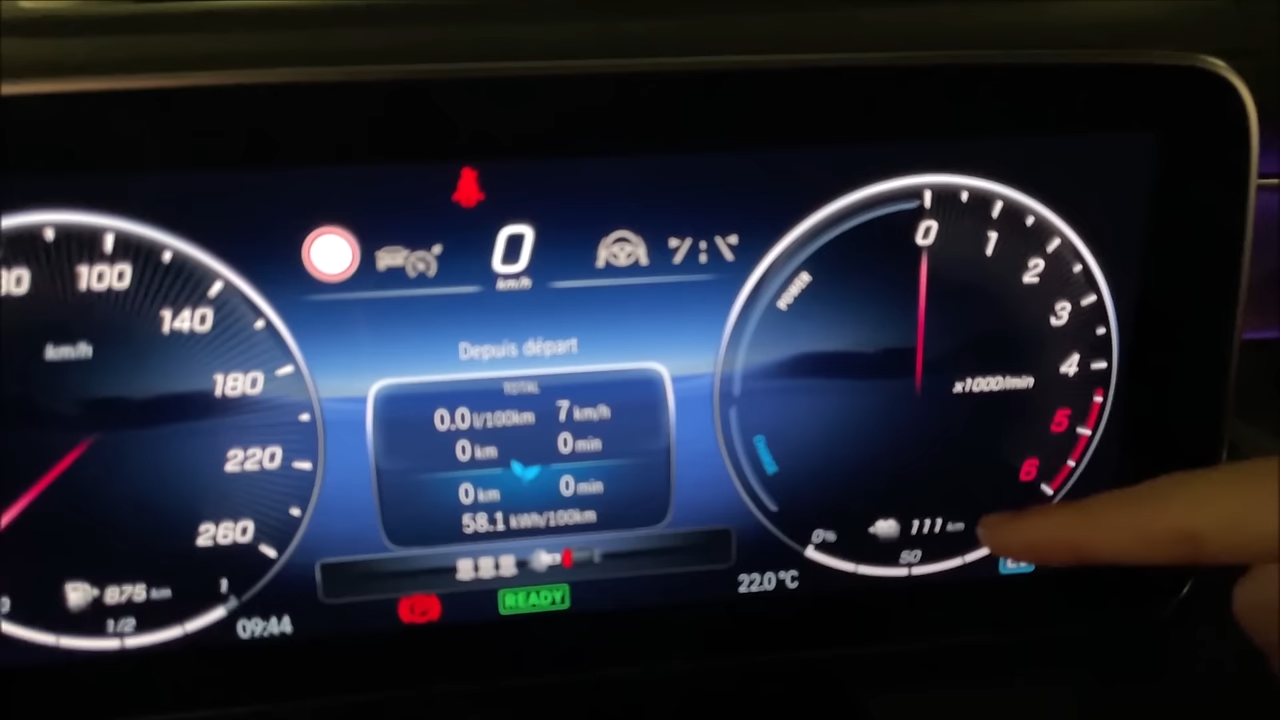 100
140
km/h
180
220
260
875 km
1/2
09:44
0
km/h
Depuis départ
TOTAL
0.0 l/100km 7 km/h
0 km 0 min
0 km 0 min
58.1 kWh/100km
READY
22.0 °C
POWER
CHARGE
0
1
2
3
4
5
6
x1000/min
111 km
0%
50